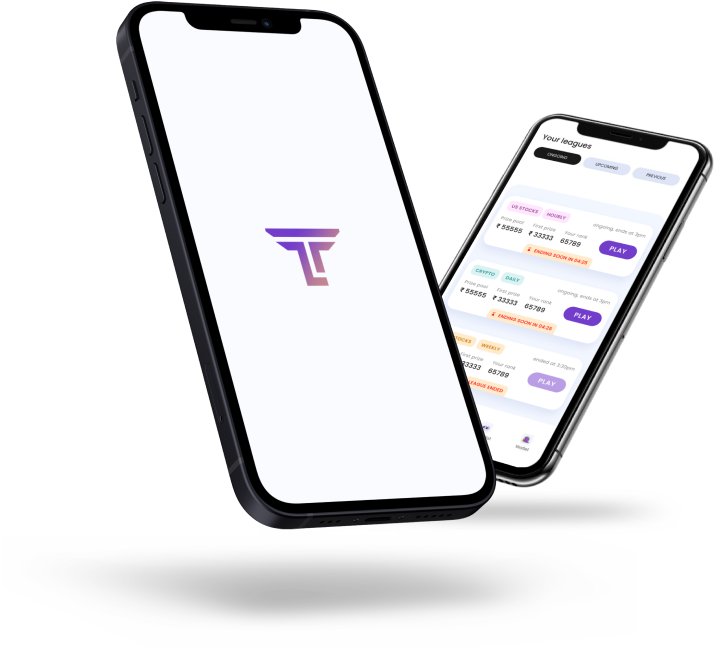 Your leagues
ONGOING
UPCOMING
PREVIOUS
US STOCKS
HOURLY
ongoing, ends at 3pm
Prize pool
First prize
Your rank
₹ 55555
₹ 33333
65789
PLAY
ENDING SOON IN 04:25
CRYPTO
DAILY
ongoing, ends at 3pm
Prize pool
First prize
Your rank
₹ 55555
₹ 33333
65789
PLAY
ENDING SOON IN 04:25
STOCKS
WEEKLY
ended at 3:20pm
First prize
Your rank
33333
65789
PLAY
LEAGUE ENDED
Wallet